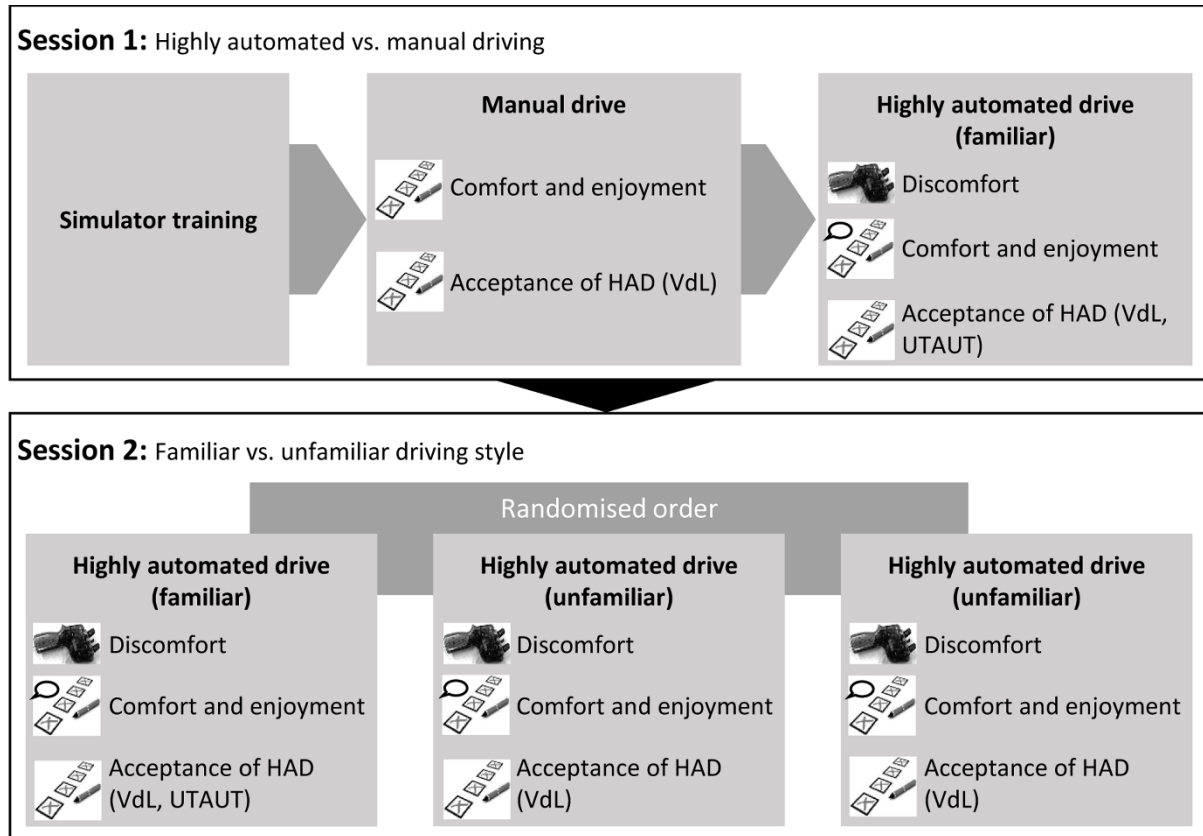 Session 1: Highly automated vs. manual driving
Simulator training
Manual drive
Comfort and enjoyment
Acceptance of HAD (VdL)
Highly automated drive
(familiar)
Discomfort
Comfort and enjoyment
Acceptance of HAD (VdL,
UTAUT)
Session 2: Familiar vs. unfamiliar driving style
Randomised order
Highly automated drive
(familiar)
Discomfort
Comfort and enjoyment
Acceptance of HAD
(VdL, UTAUT)
Highly automated drive
(unfamiliar)
Discomfort
Comfort and enjoyment
Acceptance of HAD
(VdL)
Highly automated drive
(unfamiliar)
Discomfort
Comfort and enjoyment
Acceptance of HAD
(VdL)